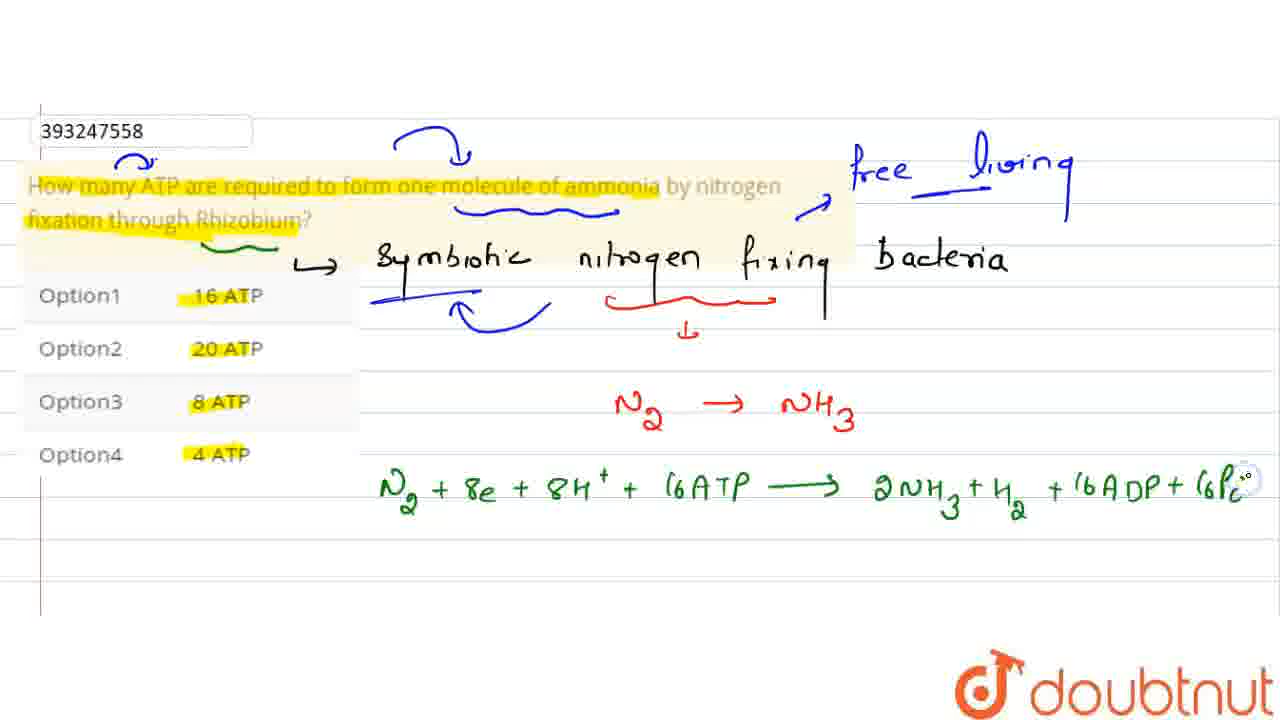 393247558
free living
How many ATP are required to form one molecule of ammonia by nitrogen
fixation through Rhizobium?
↳ Symbiotic nitrogen fixing bacteria
Option1 16 ATP
Option2 20 ATP
Option3 8 ATP
Option4 4 ATP
N₂ → NH₃
N₂ + 8e + 8H⁺ + 16ATP → 2NH₃ + H₂ + 16ADP + 16
doubtnut